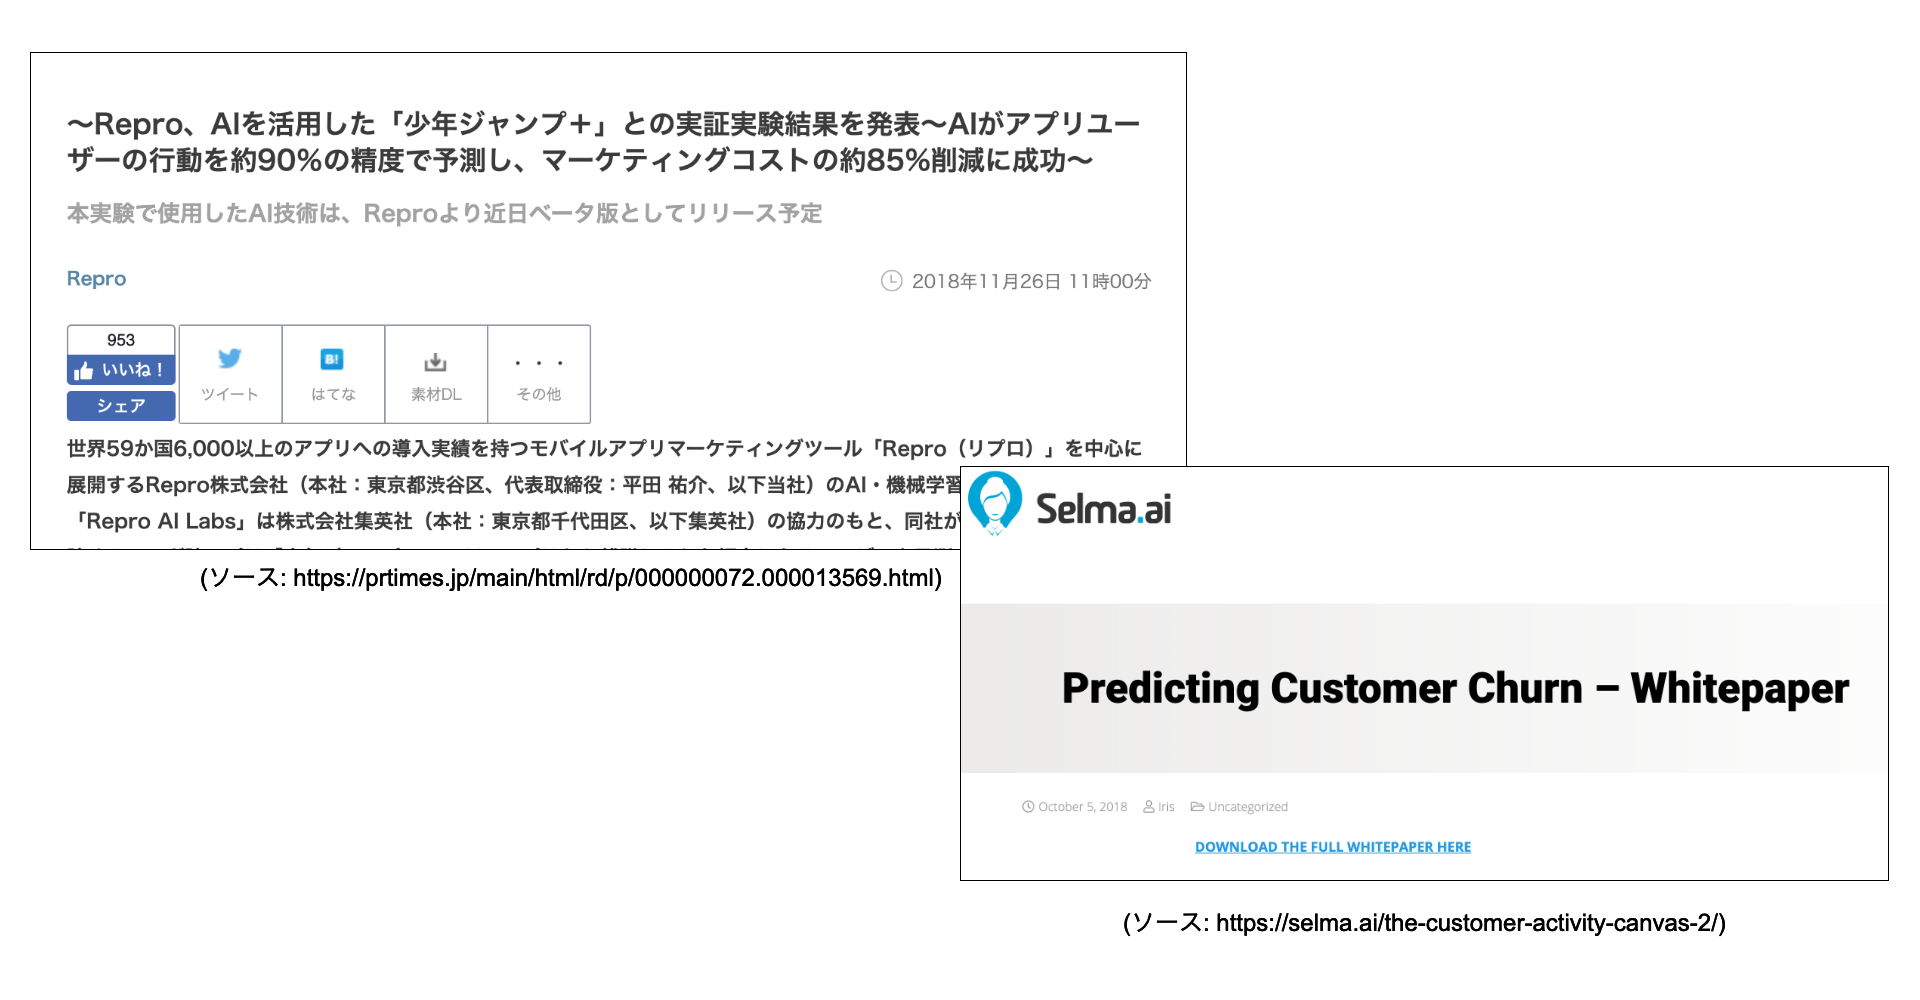 〜Repro、AIを活用した「少年ジャンプ＋」との実証実験結果を発表〜AIがアプリユー
ザーの行動を約90%の精度で予測し、マーケティングコストの約85%削減に成功〜
本実験で使用したAI技術は、Reproより近日ベータ版としてリリース予定
Repro
2018年11月26日 11時00分
953
いいね！
シェア
ツイート
B!
はてな
素材DL
・・・
その他
世界59か国6,000以上のアプリへの導入実績を持つモバイルアプリマーケティングツール「Repro（リプロ）」を中心に
展開するRepro株式会社（本社：東京都渋谷区、代表取締役：平田 祐介、以下当社）のAI・機械学習
「Repro AI Labs」は株式会社集英社（本社：東京都千代田区、以下集英社）の協力のもと、同社が
(ソース: https://prtimes.jp/main/html/rd/p/000000072.000013569.html)
Selma.ai
Predicting Customer Churn – Whitepaper
October 5, 2018 Iris Uncategorized
DOWNLOAD THE FULL WHITEPAPER HERE
(ソース: https://selma.ai/the-customer-activity-canvas-2/)